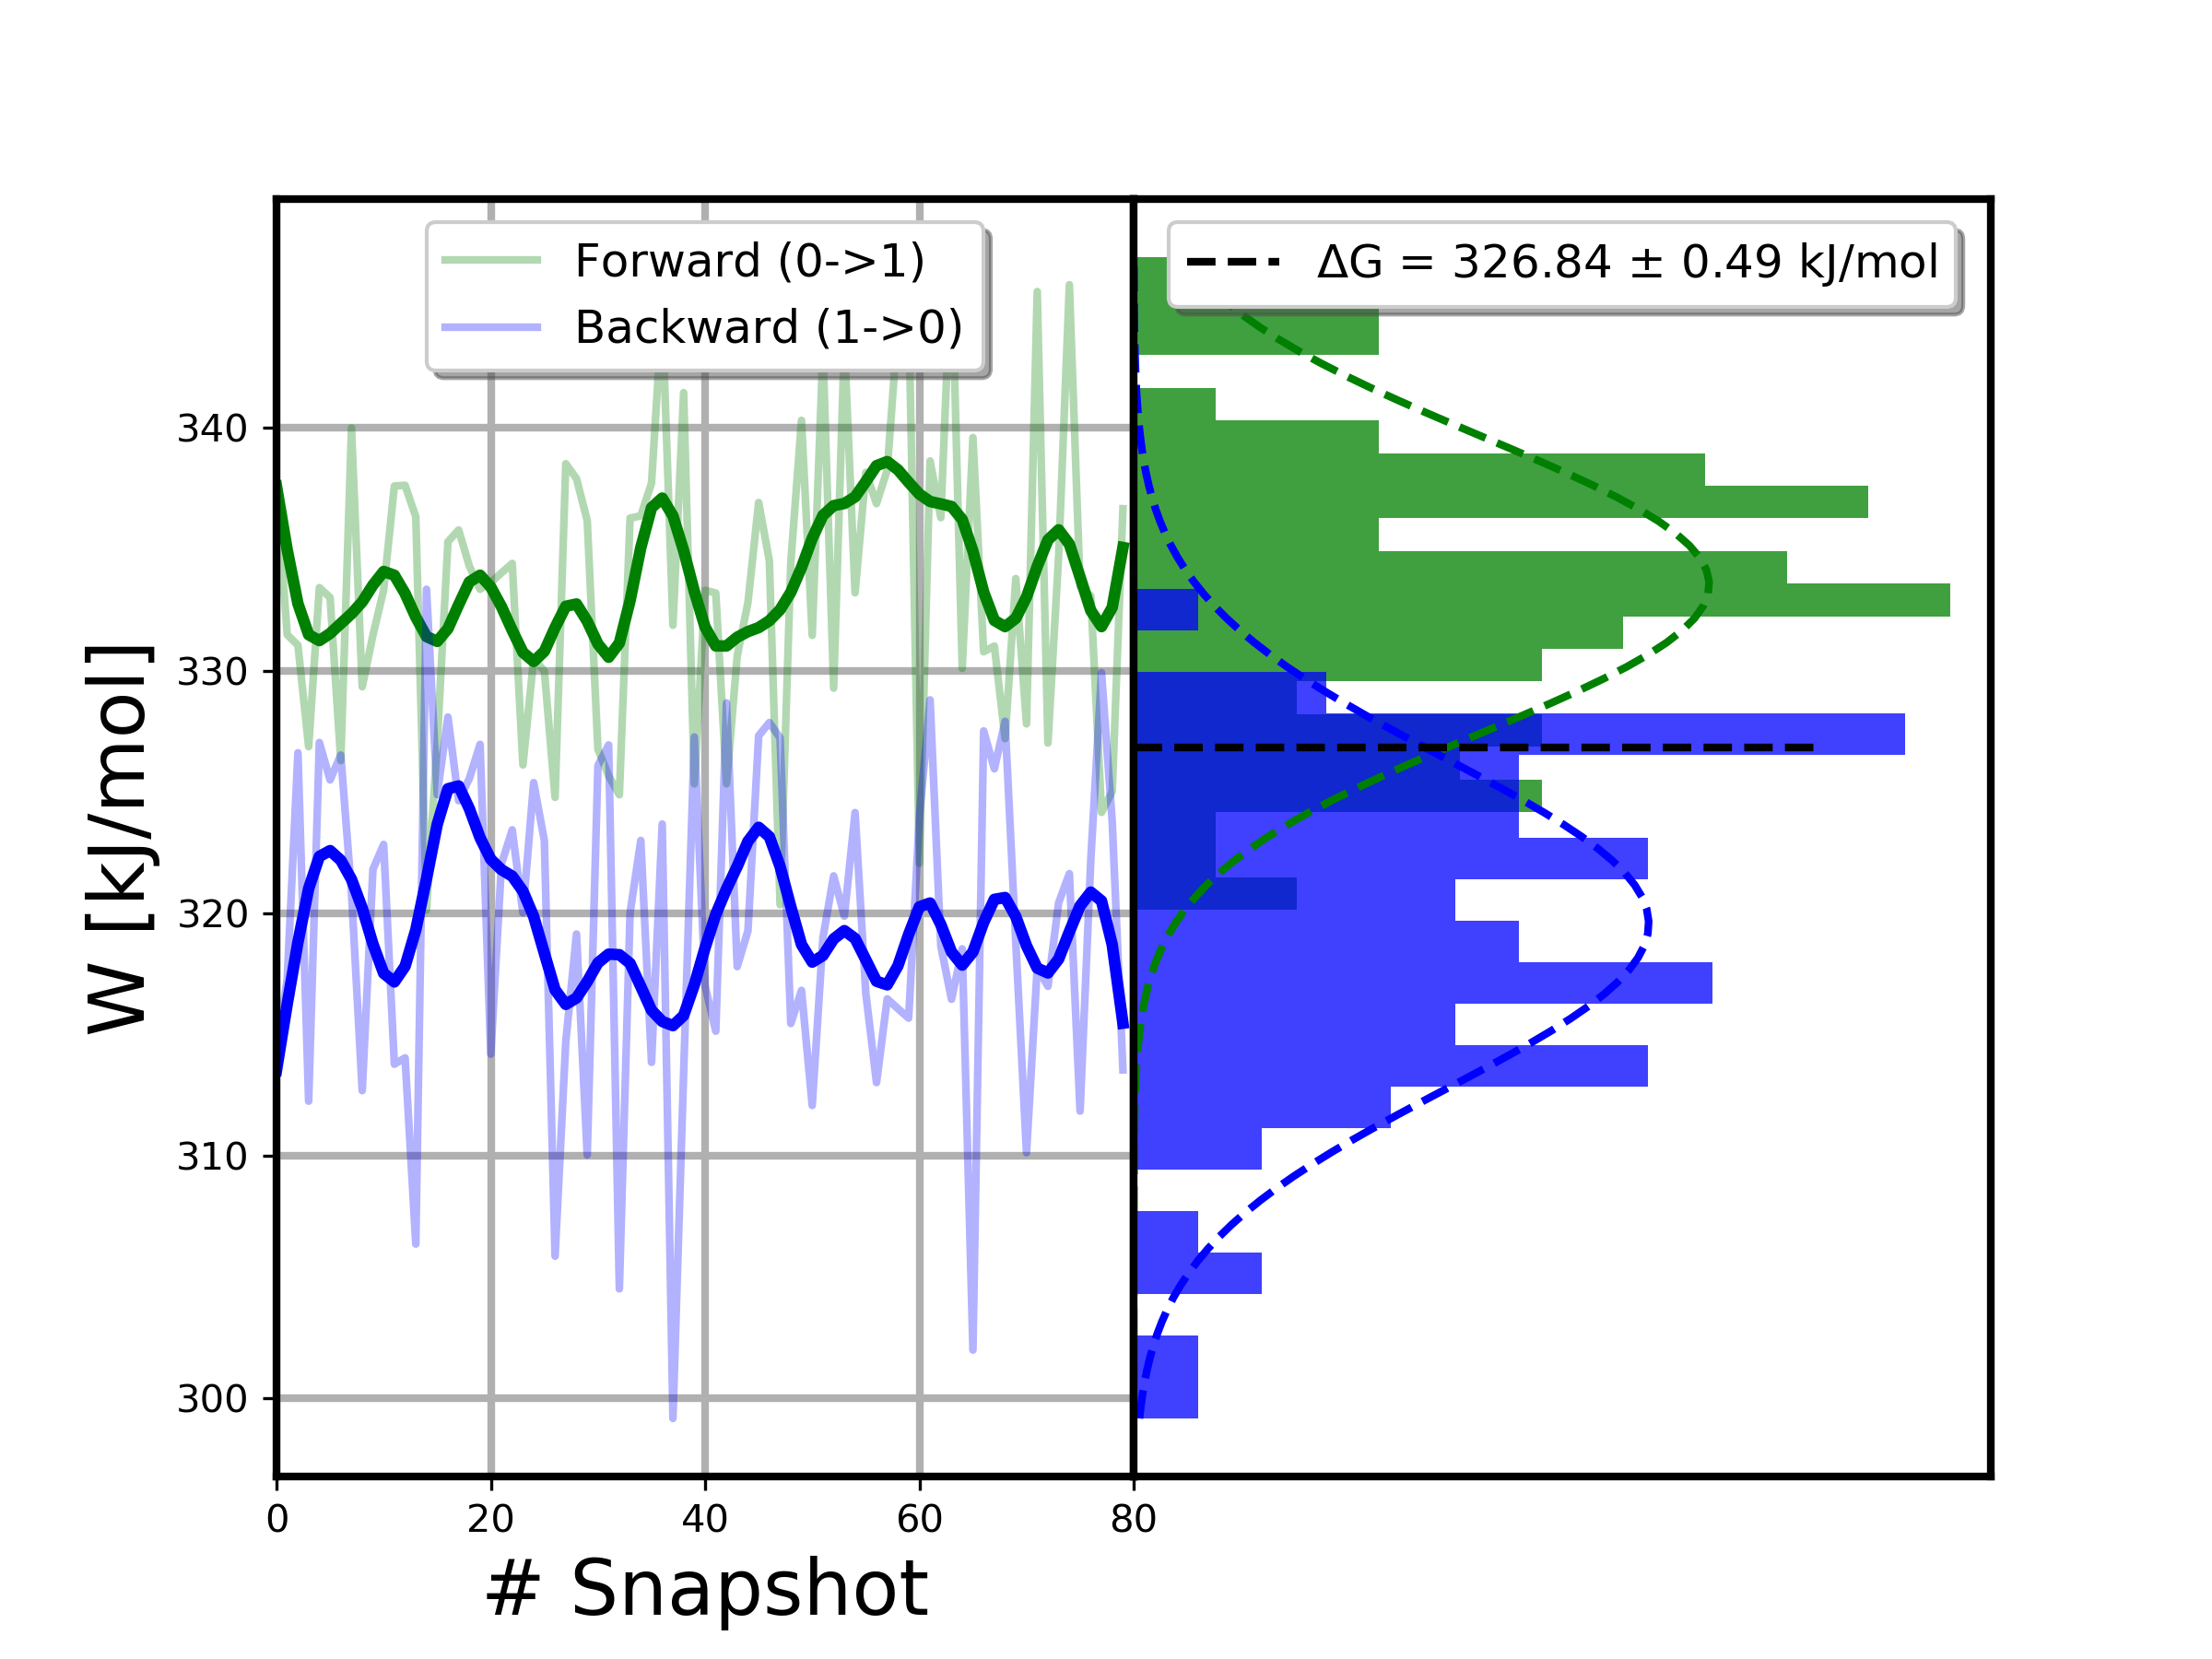 Forward (0->1)
Backward (1->0)
ΔG = 326.84 ± 0.49 kJ/mol
W [kJ/mol]
340
330
320
310
300
0 20 40 60 80
# Snapshot